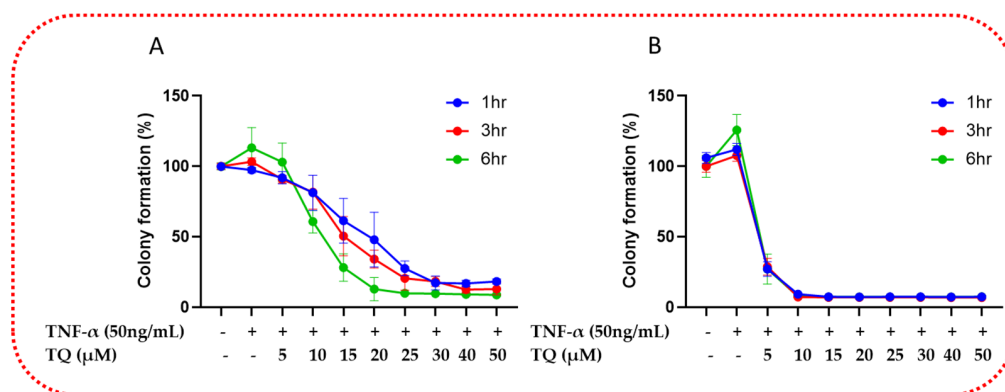 A
150
100
50
0
Colony formation (%)
1hr
3hr
6hr
TNF-α (50ng/mL) - + + + + + + + + +
TQ (μM) - - 5 10 15 20 25 30 40 50
B
150
100
50
0
Colony formation (%)
1hr
3hr
6hr
TNF-α (50ng/mL) - + + + + + + + + +
TQ (μM) - - 5 10 15 20 25 30 40 50